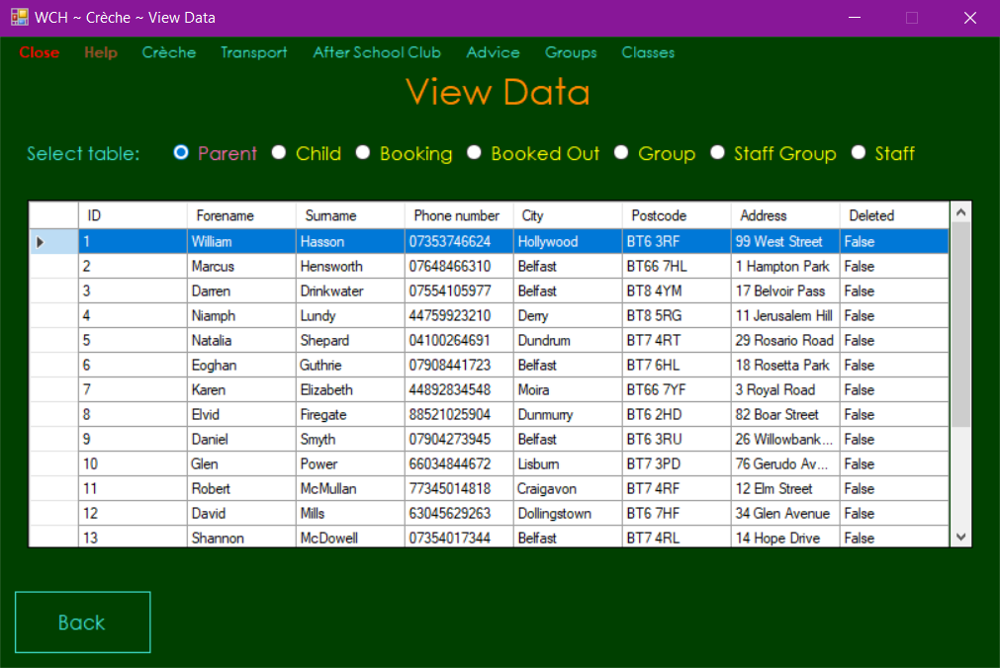 WCH ~ Crèche ~ View Data
Close Help Crèche Transport After School Club Advice Groups Classes
View Data
Select table: Parent Child Booking Booked Out Group Staff Group Staff
ID Forename Surname Phone number City Postcode Address Deleted
1 William Hasson 07353746624 Hollywood BT6 3RF 99 West Street False
2 Marcus Hensworth 07648466310 Belfast BT66 7HL 1 Hampton Park False
3 Darren Drinkwater 07554105977 Belfast BT8 4YM 17 Belvoir Pass False
4 Niamph Lundy 44759923210 Derry BT8 5RG 11 Jerusalem Hill False
5 Natalia Shepard 04100264691 Dundrum BT7 4RT 29 Rosario Road False
6 Eoghan Guthrie 07908441723 Belfast BT7 6HL 18 Rosetta Park False
7 Karen Elizabeth 44892834548 Moira BT66 7YF 3 Royal Road False
8 Elvid Firegate 88521025904 Dunmurry BT6 2HD 82 Boar Street False
9 Daniel Smyth 07904273945 Belfast BT6 3RU 26 Willowbank... False
10 Glen Power 66034844672 Lisburn BT7 3PD 76 Gerudo Av... False
11 Robert McMullan 77345014818 Craigavon BT7 4RF 12 Elm Street False
12 David Mills 63045629263 Dollingstown BT6 7HF 34 Glen Avenue False
13 Shannon McDowell 07354017344 Belfast BT7 4RL 14 Hope Drive False
Back